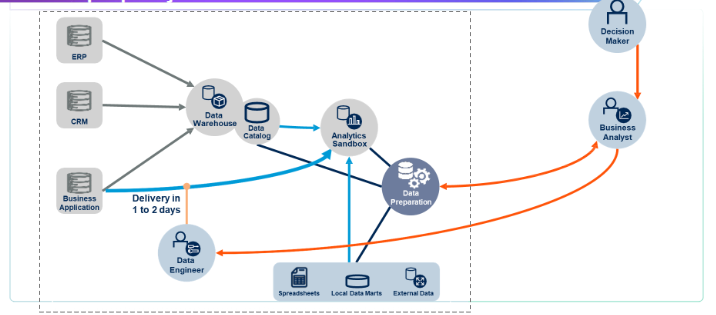 Decision
Maker
ERP
CRM
Data
Warehouse
Data
Catalog
Analytics
Sandbox
Business
Analyst
Business
Application
Delivery in
1 to 2 days
Data
Preparation
Data
Engineer
Spreadsheets
Local Data Marts
External Data